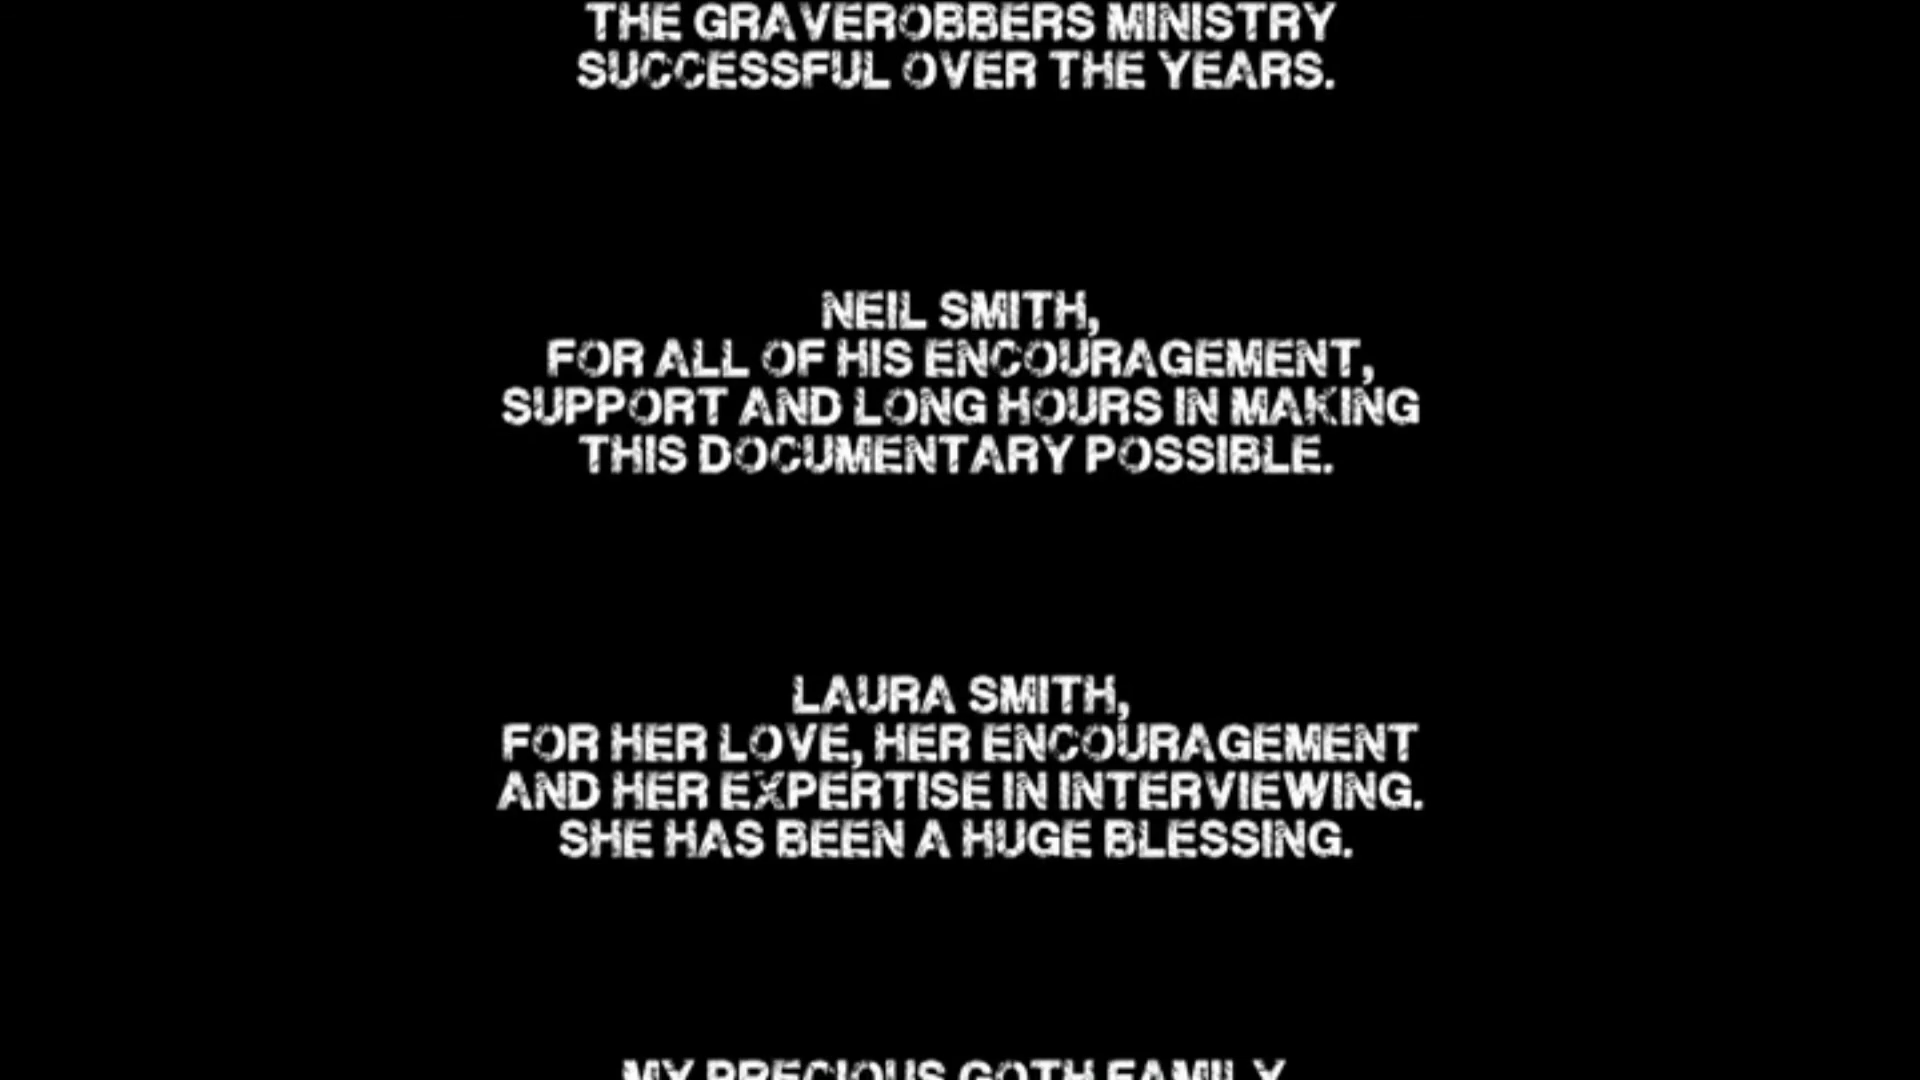 THE GRAVEROBBERS MINISTRY
SUCCESSFUL OVER THE YEARS.
NEIL SMITH,
FOR ALL OF HIS ENCOURAGEMENT,
SUPPORT AND LONG HOURS IN MAKING
THIS DOCUMENTARY POSSIBLE.
LAURA SMITH,
FOR HER LOVE, HER ENCOURAGEMENT
AND HER EXPERTISE IN INTERVIEWING.
SHE HAS BEEN A HUGE BLESSING.
MY PRECIOUS GOTH FAMILY